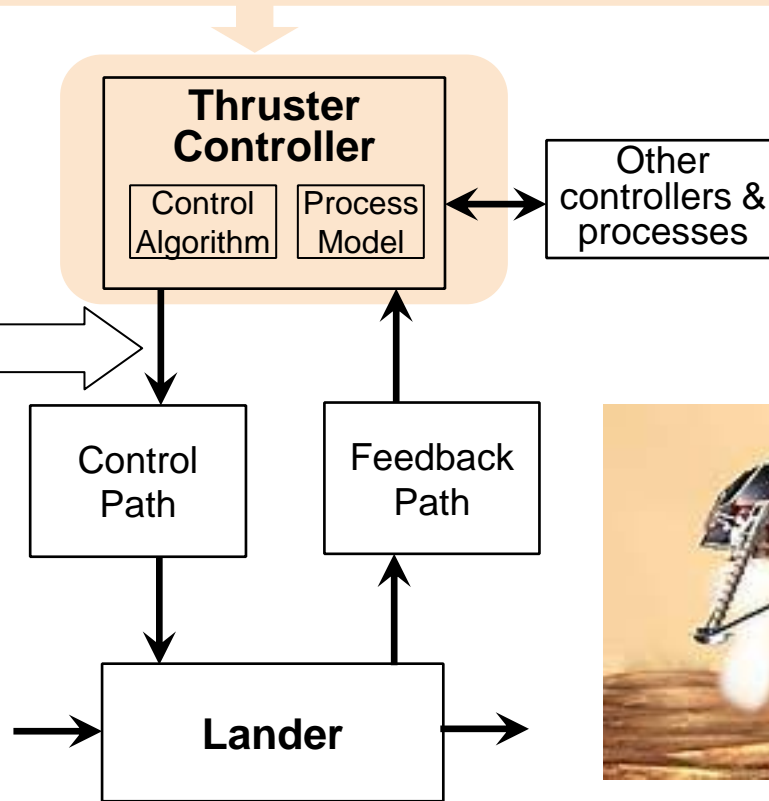 Thruster
Controller
Control
Algorithm
Process
Model
Other
controllers &
processes
Control
Path
Feedback
Path
Lander